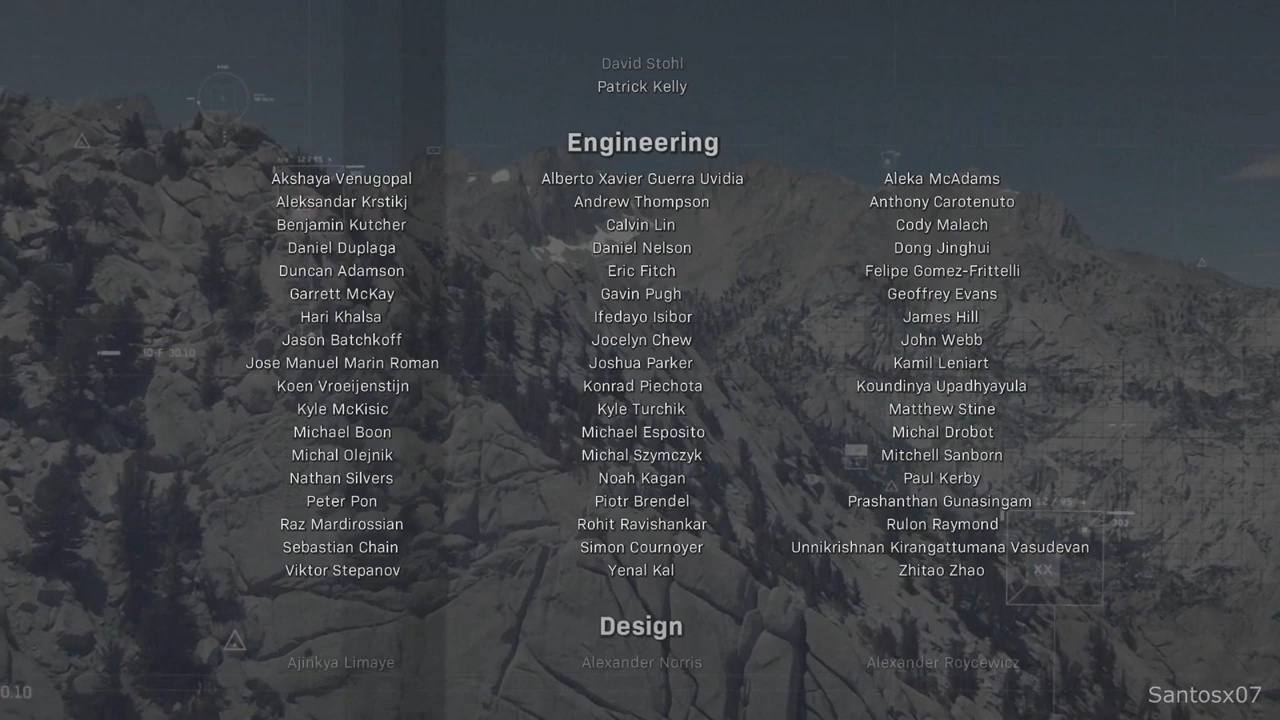 David Stohl
Patrick Kelly
Engineering
Akshaya Venugopal Alberto Xavier Guerra Uvidia Aleka McAdams
Aleksandar Krstikj Andrew Thompson Anthony Carotenuto
Benjamin Kutcher Calvin Lin Cody Malach
Daniel Duplaga Daniel Nelson Dong Jinghui
Duncan Adamson Eric Fitch Felipe Gomez-Frittelli
Garrett McKay Gavin Pugh Geoffrey Evans
Hari Khalsa Ifedayo Isibor James Hill
Jason Batchkoff Jocelyn Chew John Webb
Jose Manuel Marin Roman Joshua Parker Kamil Leniart
Koen Vroeijenstijn Konrad Piechota Koundinya Upadhyayula
Kyle McKisic Kyle Turchik Matthew Stine
Michael Boon Michael Esposito Michal Drobot
Michal Olejnik Michal Szymczyk Mitchell Sanborn
Nathan Silvers Noah Kagan Paul Kerby
Peter Pon Piotr Brendel Prashanthan Gunasingam
Raz Mardirossian Rohit Ravishankar Rulon Raymond
Sebastian Chain Simon Cournoyer Unnikrishnan Kirangattumana Vasudevan
Viktor Stepanov Yenal Kal Zhitao Zhao
XX
Design
Ajinkya Limaye Alexander Norris Alexander Roycewicz
0.10
Santosx07